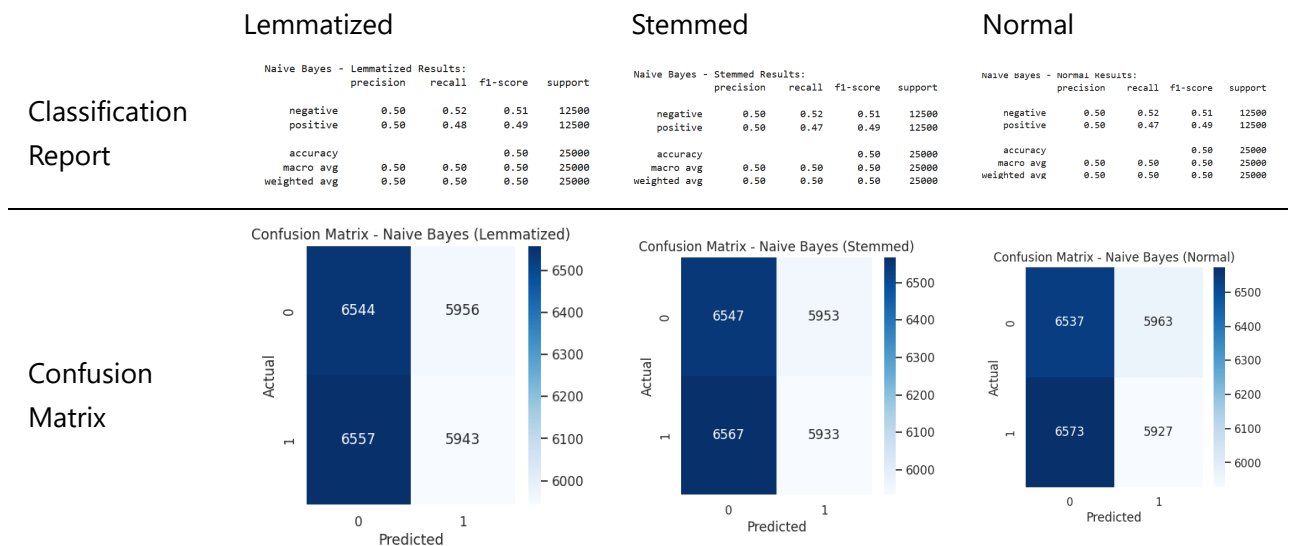 Lemmatized
Stemmed
Normal
Classification
Report
Naive Bayes - Lemmatized Results:
precision recall f1-score support
negative 0.50 0.52 0.51 12500
positive 0.50 0.48 0.49 12500
accuracy 0.50 25000
macro avg 0.50 0.50 0.50 25000
weighted avg 0.50 0.50 0.50 25000
Naive Bayes - Stemmed Results:
precision recall f1-score support
negative 0.50 0.52 0.51 12500
positive 0.50 0.47 0.49 12500
accuracy 0.50 25000
macro avg 0.50 0.50 0.50 25000
weighted avg 0.50 0.50 0.50 25000
Naive Bayes - Normal Results:
precision recall f1-score support
negative 0.50 0.52 0.51 12500
positive 0.50 0.47 0.49 12500
accuracy 0.50 25000
macro avg 0.50 0.50 0.50 25000
weighted avg 0.50 0.50 0.50 25000
Confusion
Matrix
Confusion Matrix - Naive Bayes (Lemmatized)
Actual
0
6544 5956
1
6557 5943
0 1
Predicted
6500
6400
6300
6200
6100
6000
Confusion Matrix - Naive Bayes (Stemmed)
Actual
0
6547 5953
1
6567 5933
0 1
Predicted
6500
6400
6300
6200
6100
6000
Confusion Matrix - Naive Bayes (Normal)
Actual
0
6537 5963
1
6573 5927
0 1
Predicted
6500
6400
6300
6200
6100
6000